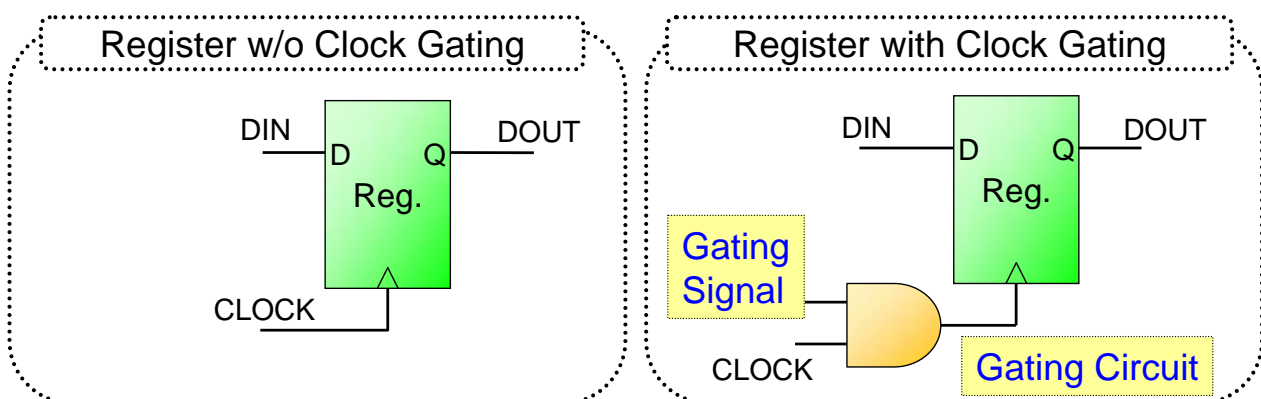 Register w/o Clock Gating
DIN
DOUT
D
Q
Reg.
CLOCK
Register with Clock Gating
DIN
DOUT
D
Q
Reg.
Gating
Signal
CLOCK
Gating Circuit